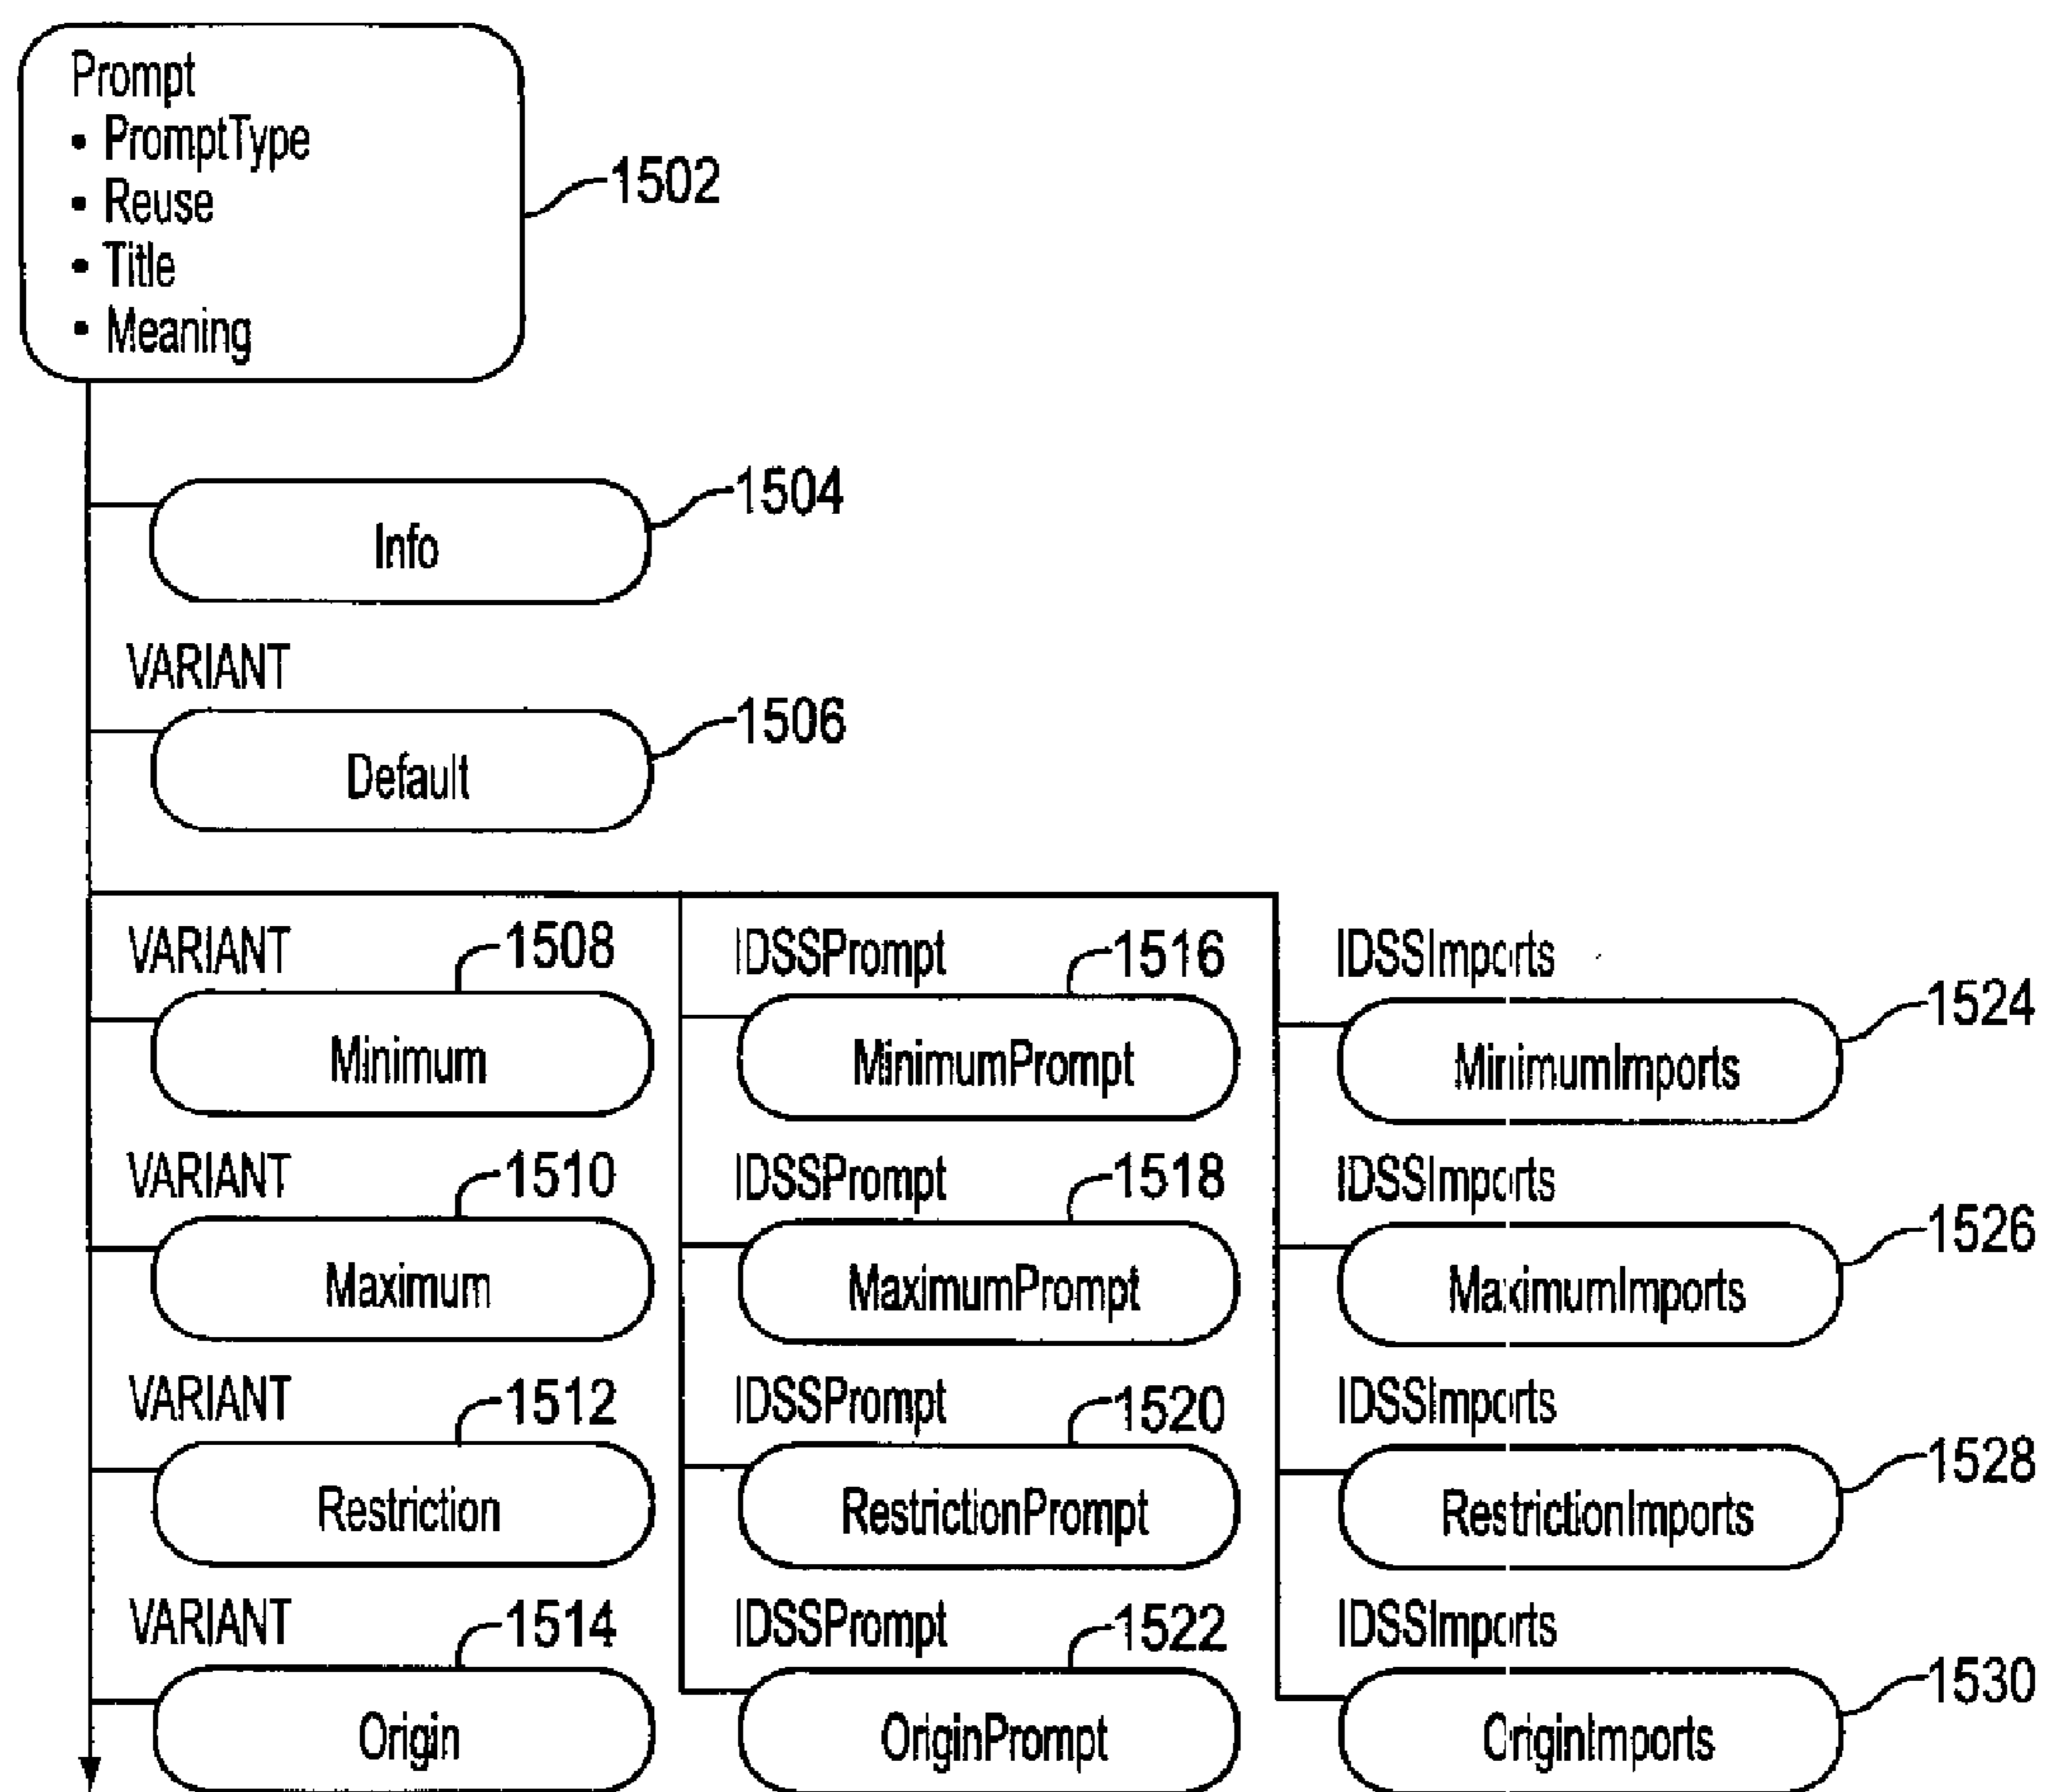 Prompt
• PromptType
• Reuse
• Title
• Meaning
1502
1504
Info
VARIANT
1506
Default
VARIANT 1508 IDSSPrompt 1516 IDSSImports
1524
Minimum MinimumPrompt MinimumImports
VARIANT 1510 IDSSPrompt 1518 IDSSImports
1526
Maximum MaximumPrompt MaximumImports
VARIANT 1512 IDSSPrompt 1520 IDSSImports
1528
Restriction RestrictionPrompt RestrictionImports
VARIANT 1514 IDSSPrompt 1522 IDSSImports
1530
Origin OriginPrompt OriginImports